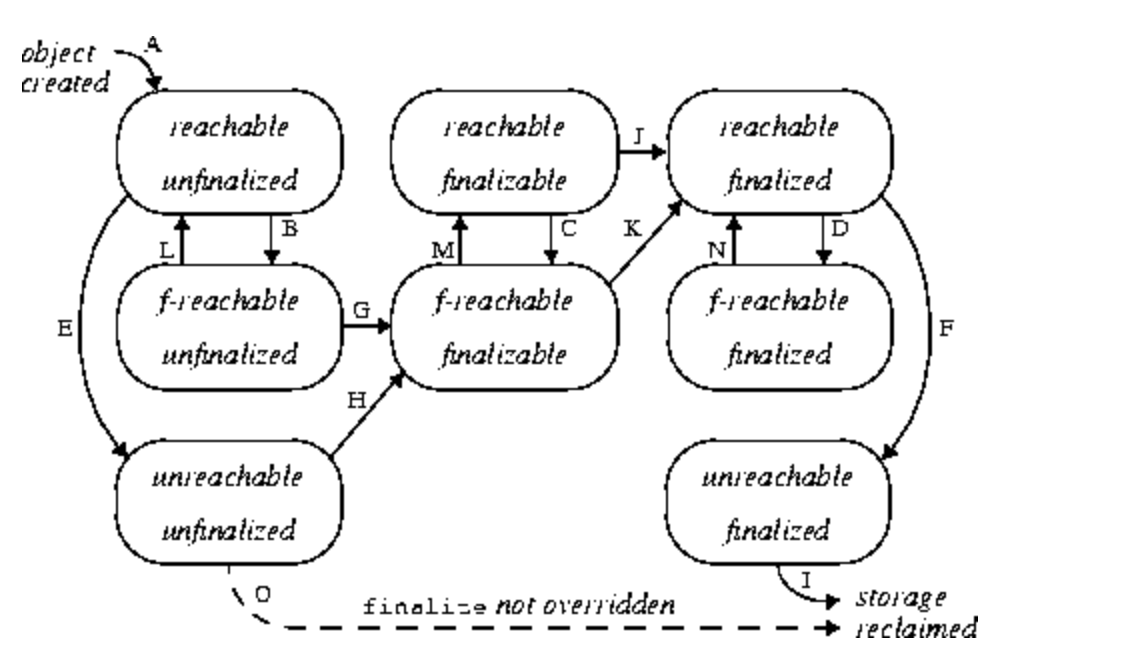 object
created
A
reachable
unfinalized
reachable
finalizable
J
reachable
finalized
L
B
M
C
K
N
D
E
f-reachable
unfinalized
G
f-reachable
finalizable
f-reachable
finalized
F
H
unreachable
unfinalized
unreachable
finalized
O
finalize not overridden
I
storage
reclaimed